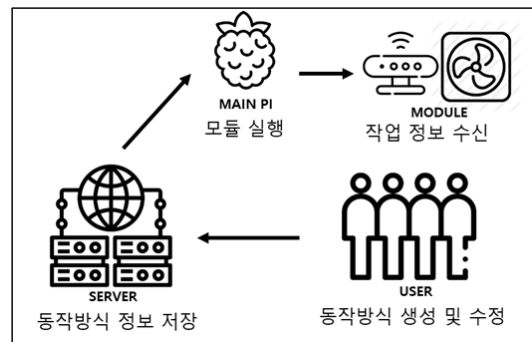 MAIN PI
모듈 실행
MODULE
작업 정보 수신
SERVER
동작방식 정보 저장
USER
동작방식 생성 및 수정